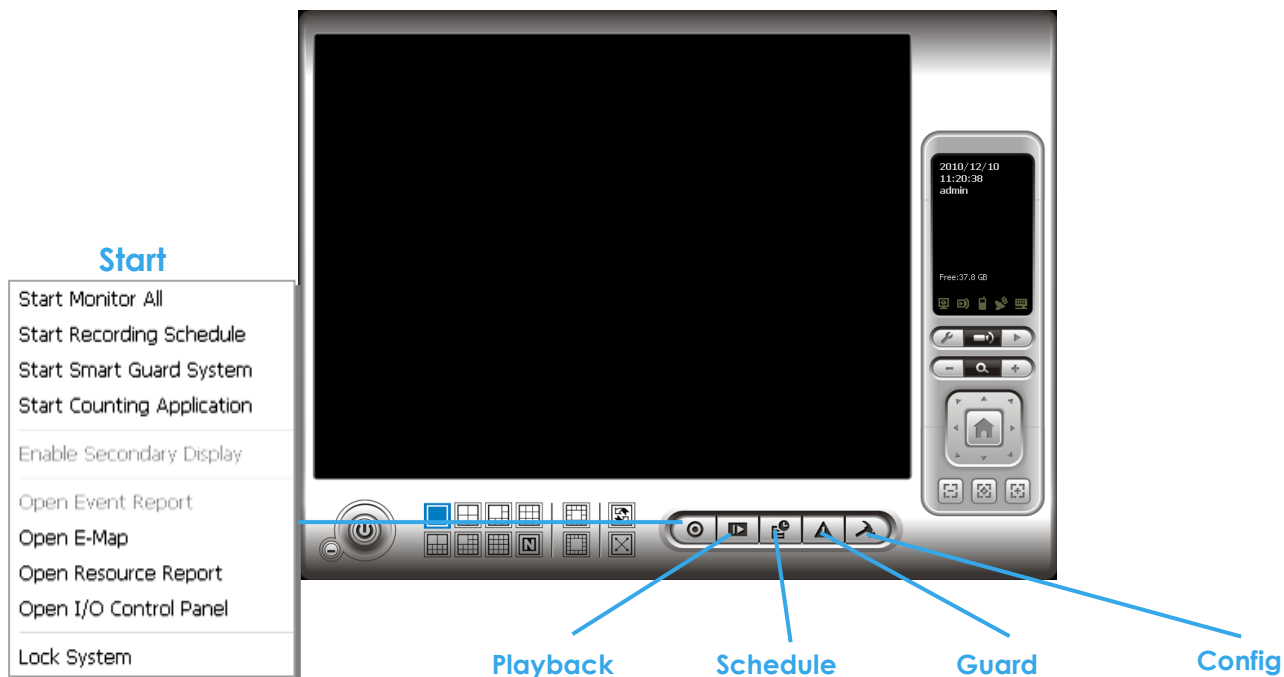 2010/12/10
11:20:38
admin
Free:37.8 GB
Start
Start Monitor All
Start Recording Schedule
Start Smart Guard System
Start Counting Application
Enable Secondary Display
Open Event Report
Open E-Map
Open Resource Report
Open I/O Control Panel
Lock System
N
Playback
Schedule
Guard
Config